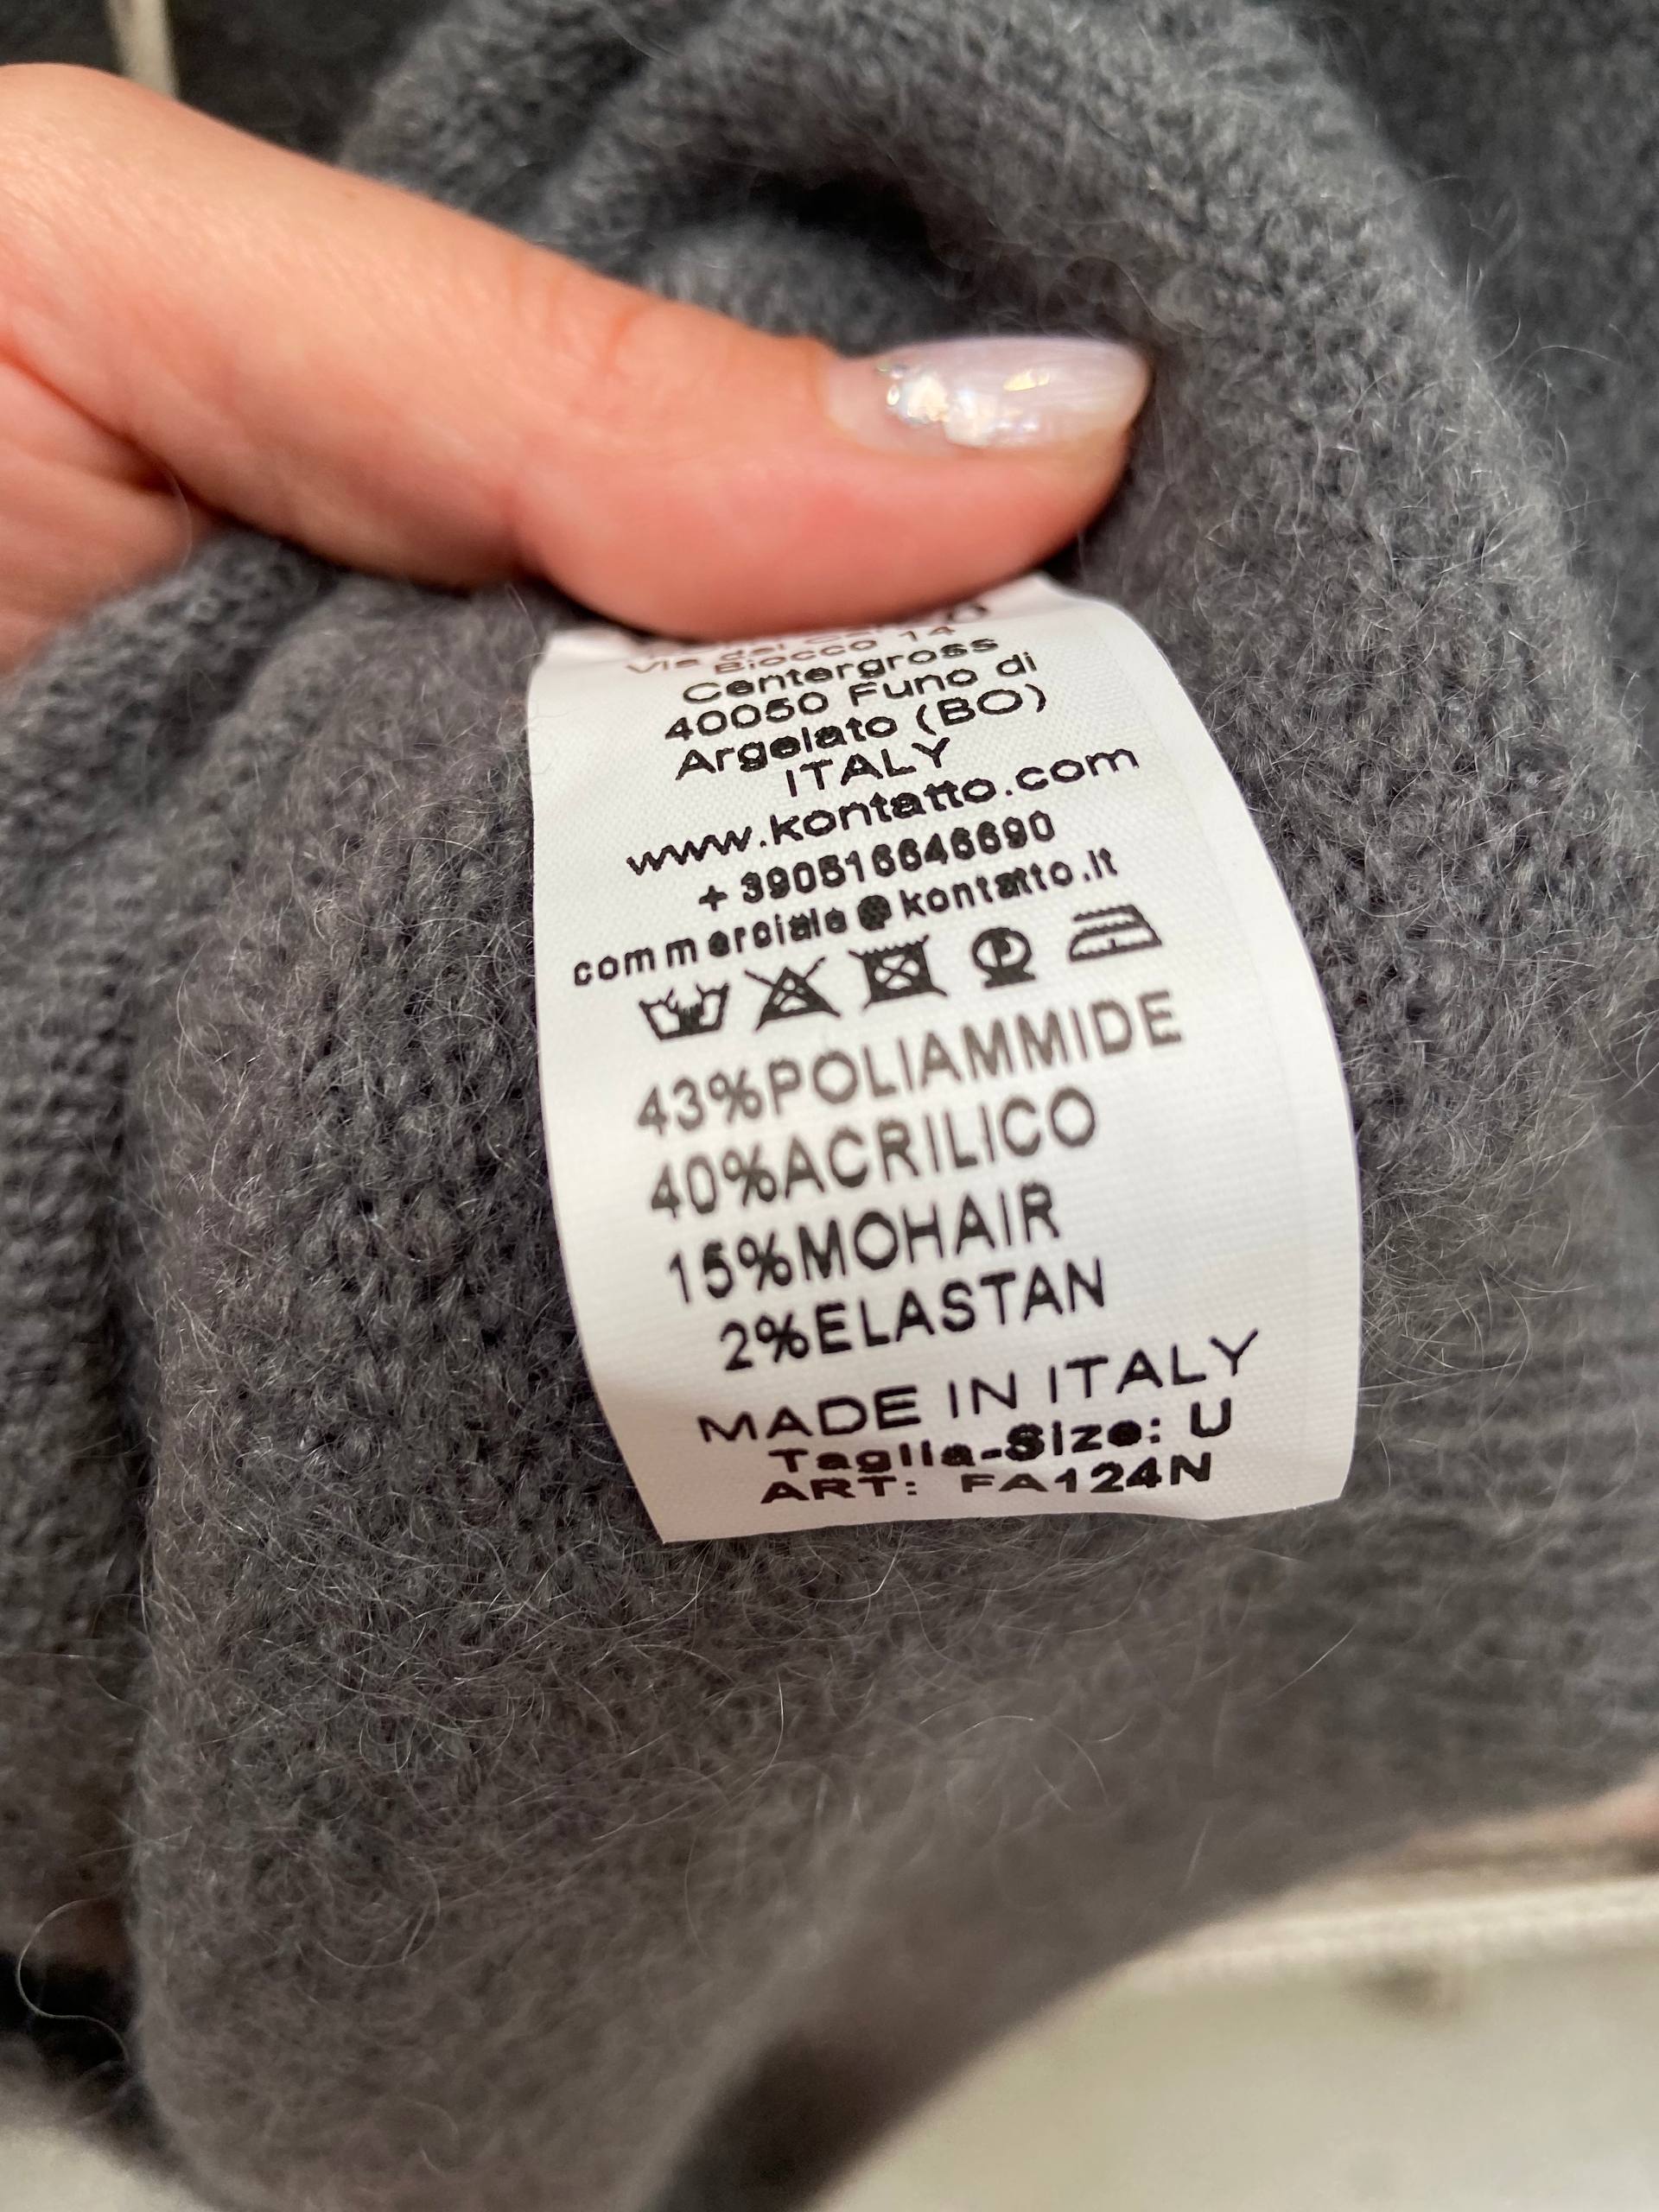 Via del
Biocco 14
Centergross
40050 Funo di
Argelato (BO)
ITALY
www.kontatto.com
+390516646690
commerciale@kontatto.it
43%POLIAMMIDE
40%ACRILICO
15%MOHAIR
2%ELASTAN
MADE IN ITALY
Taglia-Size: U
ART: FA124N